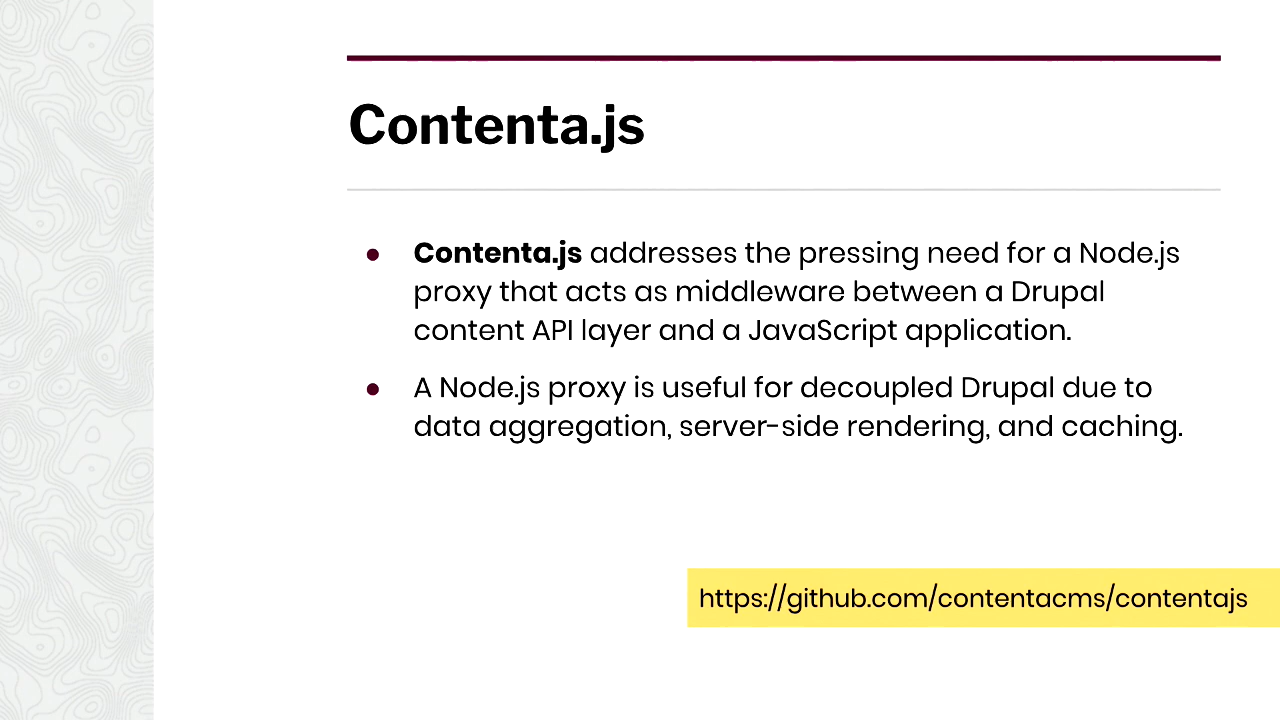 Contenta.js
● Contenta.js addresses the pressing need for a Node.js
proxy that acts as middleware between a Drupal
content API layer and a JavaScript application.
● A Node.js proxy is useful for decoupled Drupal due to
data aggregation, server-side rendering, and caching.
https://github.com/contentacms/contentajs